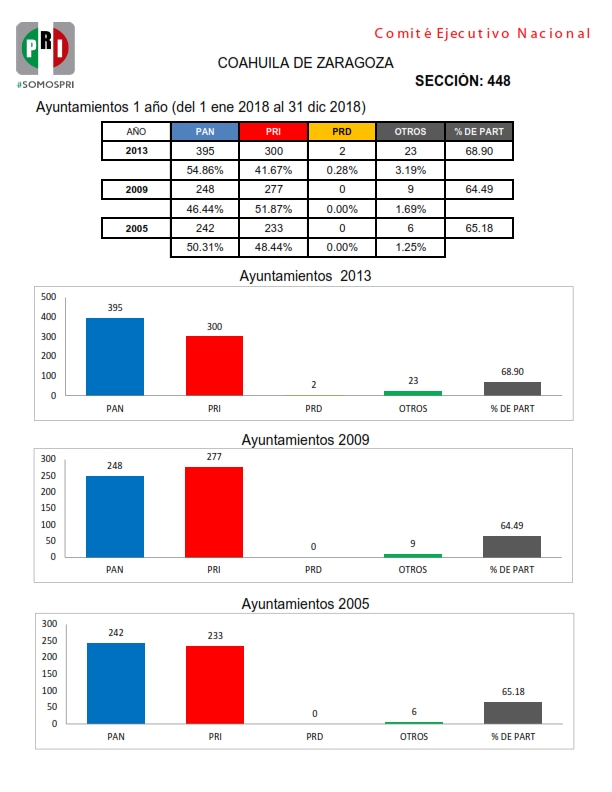 PRI
#SOMOSPRI
Comité Ejecutivo Nacional
COAHUILA DE ZARAGOZA
SECCIÓN: 448
Ayuntamientos 1 año (del 1 ene 2018 al 31 dic 2018)
AÑO PAN PRI PRD OTROS % DE PART
2013 395 300 2 23 68.90
54.86% 41.67% 0.28% 3.19%
2009 248 277 0 9 64.49
46.44% 51.87% 0.00% 1.69%
2005 242 233 0 6 65.18
50.31% 48.44% 0.00% 1.25%
Ayuntamientos 2013
500
400
300
200
100
0
395 300 2 23 68.90
PAN PRI PRD OTROS % DE PART
Ayuntamientos 2009
300
250
200
150
100
50
0
248 277 0 9 64.49
PAN PRI PRD OTROS % DE PART
Ayuntamientos 2005
300
250
200
150
100
50
0
242 233 0 6 65.18
PAN PRI PRD OTROS % DE PART